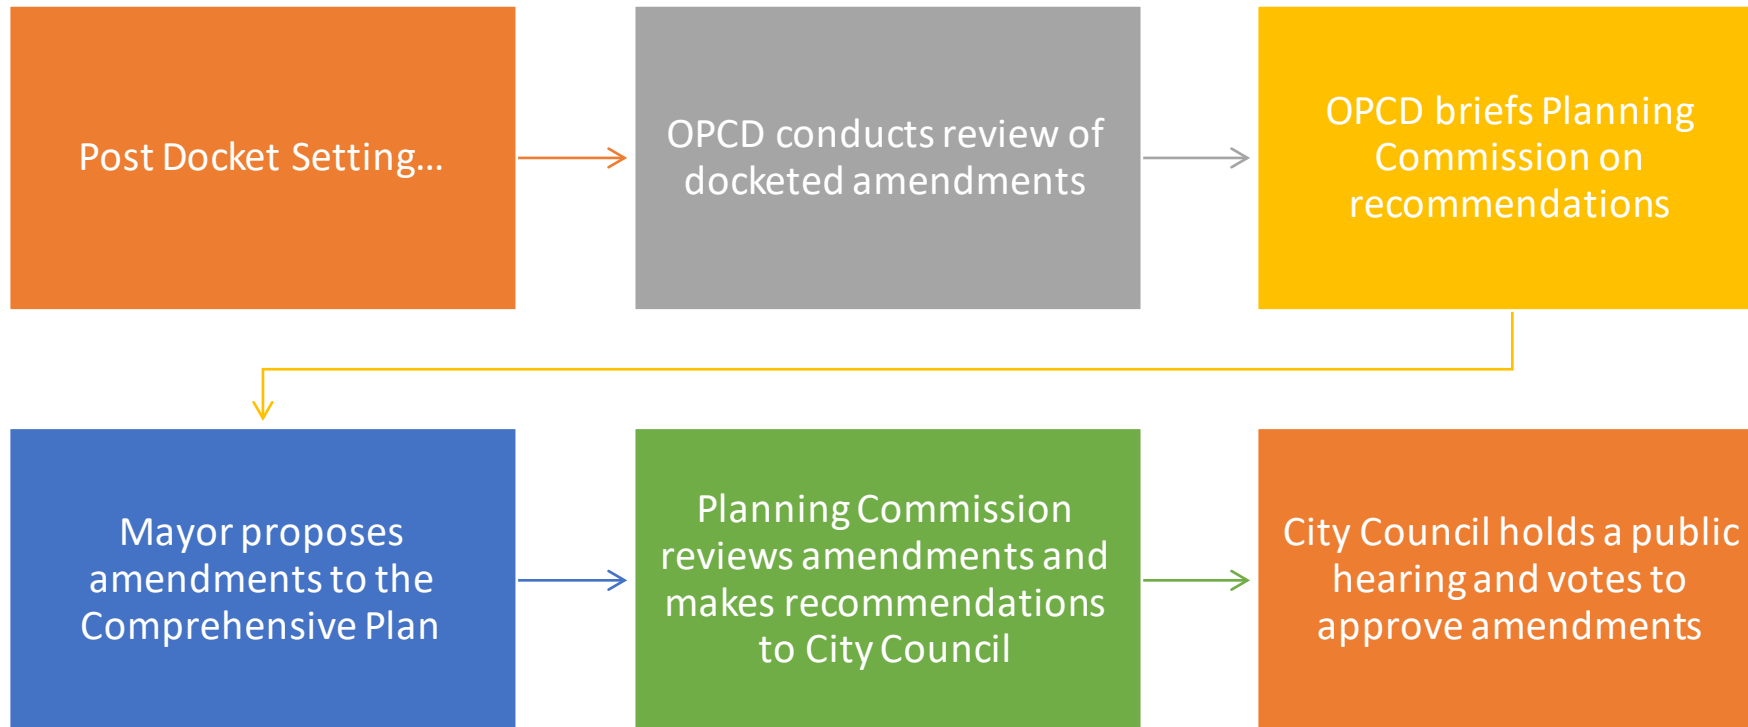 Post Docket Setting...
OPCD conducts review of
docketed amendments
OPCD briefs Planning
Commission on
recommendations
Mayor proposes
amendments to the
Comprehensive Plan
Planning Commission
reviews amendments and
makes recommendations
to City Council
City Council holds a public
hearing and votes to
approve amendments